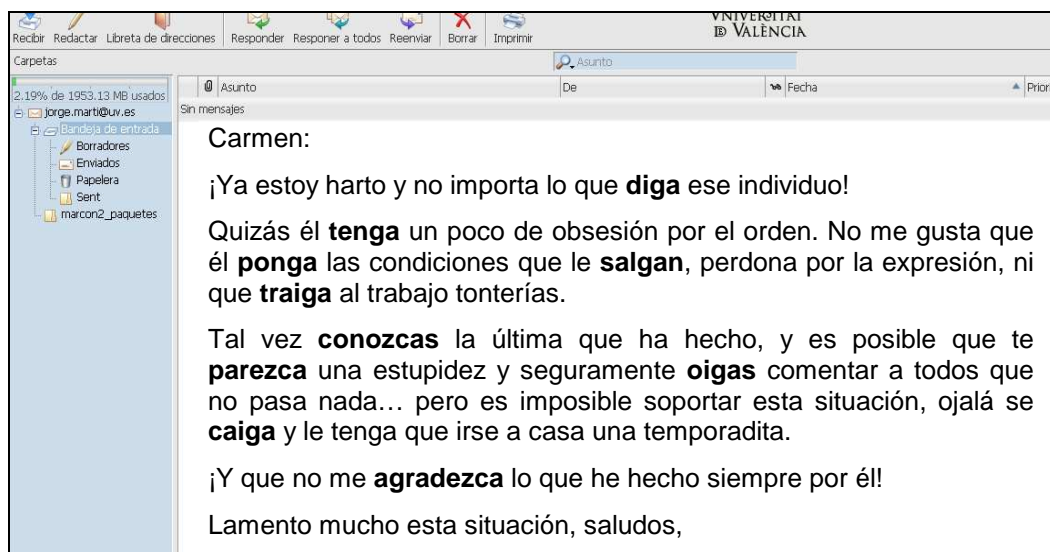 VNIVERSITAT
Recibir Redactar Libreta de direcciones Responder Responer a todos Reenviar Borrar Imprimir
ID VALÈNCIA
Carpetas
Asunto
2.19% de 1953.13 MB usados
Asunto De Fecha Prior
jorge.marti@uv.es
Sin mensajes
Bandeja de entrada
Borradores
Enviados
Papelera
Sent
marcon2_paquetes
Carmen:
¡Ya estoy harto y no importa lo que diga ese individuo!
Quizás él tenga un poco de obsesión por el orden. No me gusta que
él ponga las condiciones que le salgan, perdona por la expresión, ni
que traiga al trabajo tonterías.
Tal vez conozcas la última que ha hecho, y es posible que te
parezca una estupidez y seguramente oigas comentar a todos que
no pasa nada… pero es imposible soportar esta situación, ojalá se
caiga y le tenga que irse a casa una temporadita.
¡Y que no me agradezca lo que he hecho siempre por él!
Lamento mucho esta situación, saludos,